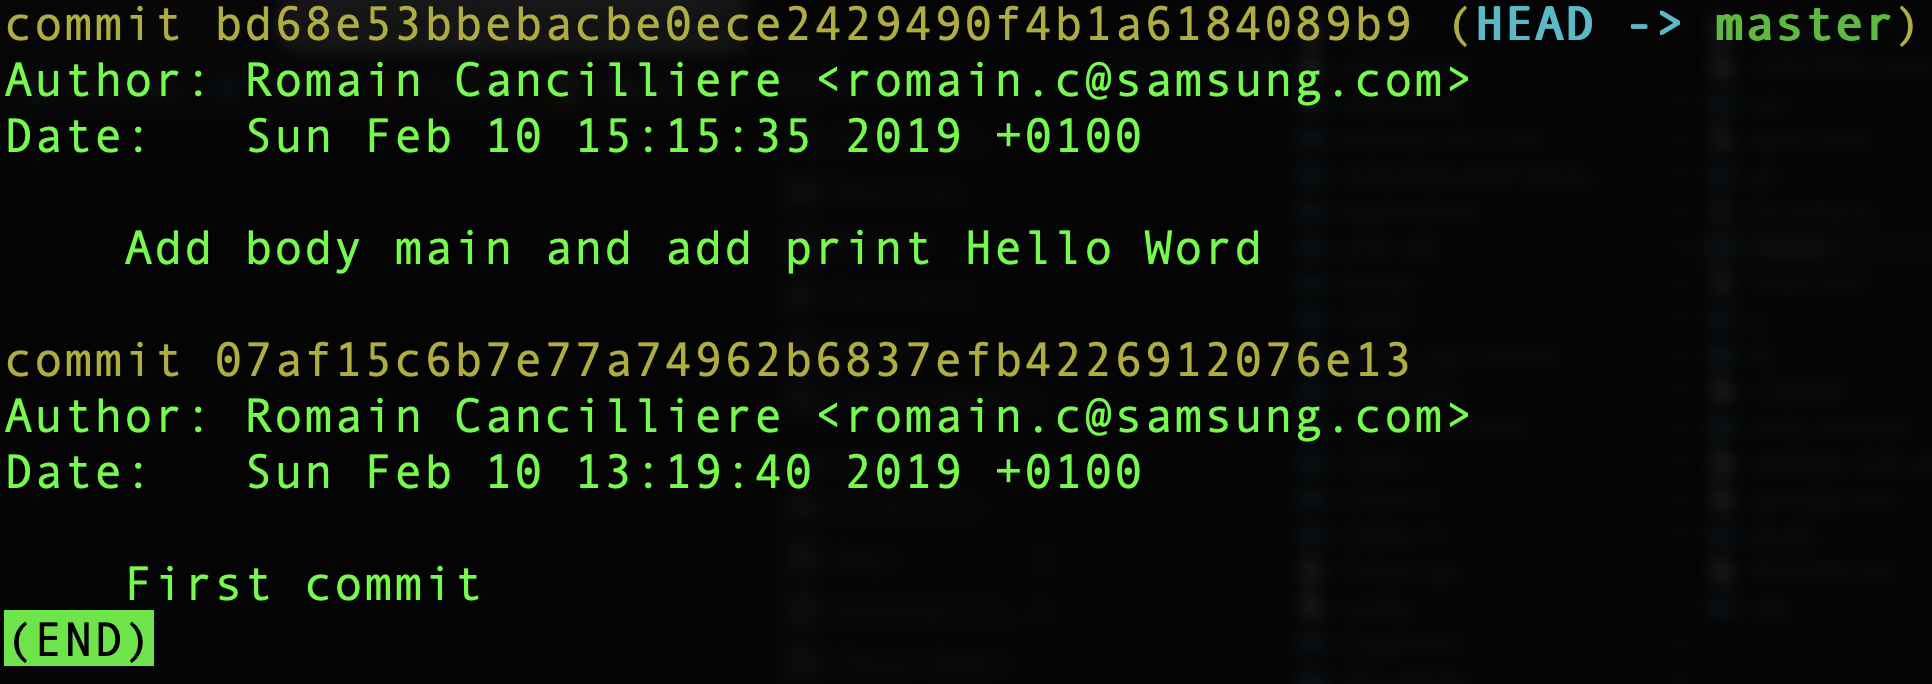 commit bd68e53bbebacbe0ece2429490f4b1a6184089b9 (HEAD -> master)
Author: Romain Cancilliere <romain.c@samsung.com>
Date:   Sun Feb 10 15:15:35 2019 +0100
    Add body main and add print Hello Word
commit 07af15c6b7e77a74962b6837efb4226912076e13
Author: Romain Cancilliere <romain.c@samsung.com>
Date:   Sun Feb 10 13:19:40 2019 +0100
    First commit
(END)